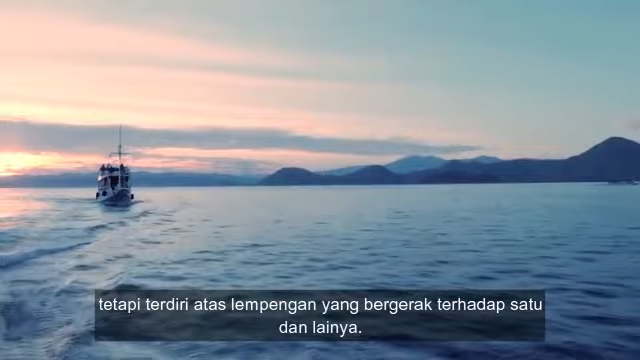 tetapi terdiri atas lempengan yang bergerak terhadap satu
dan lainya.